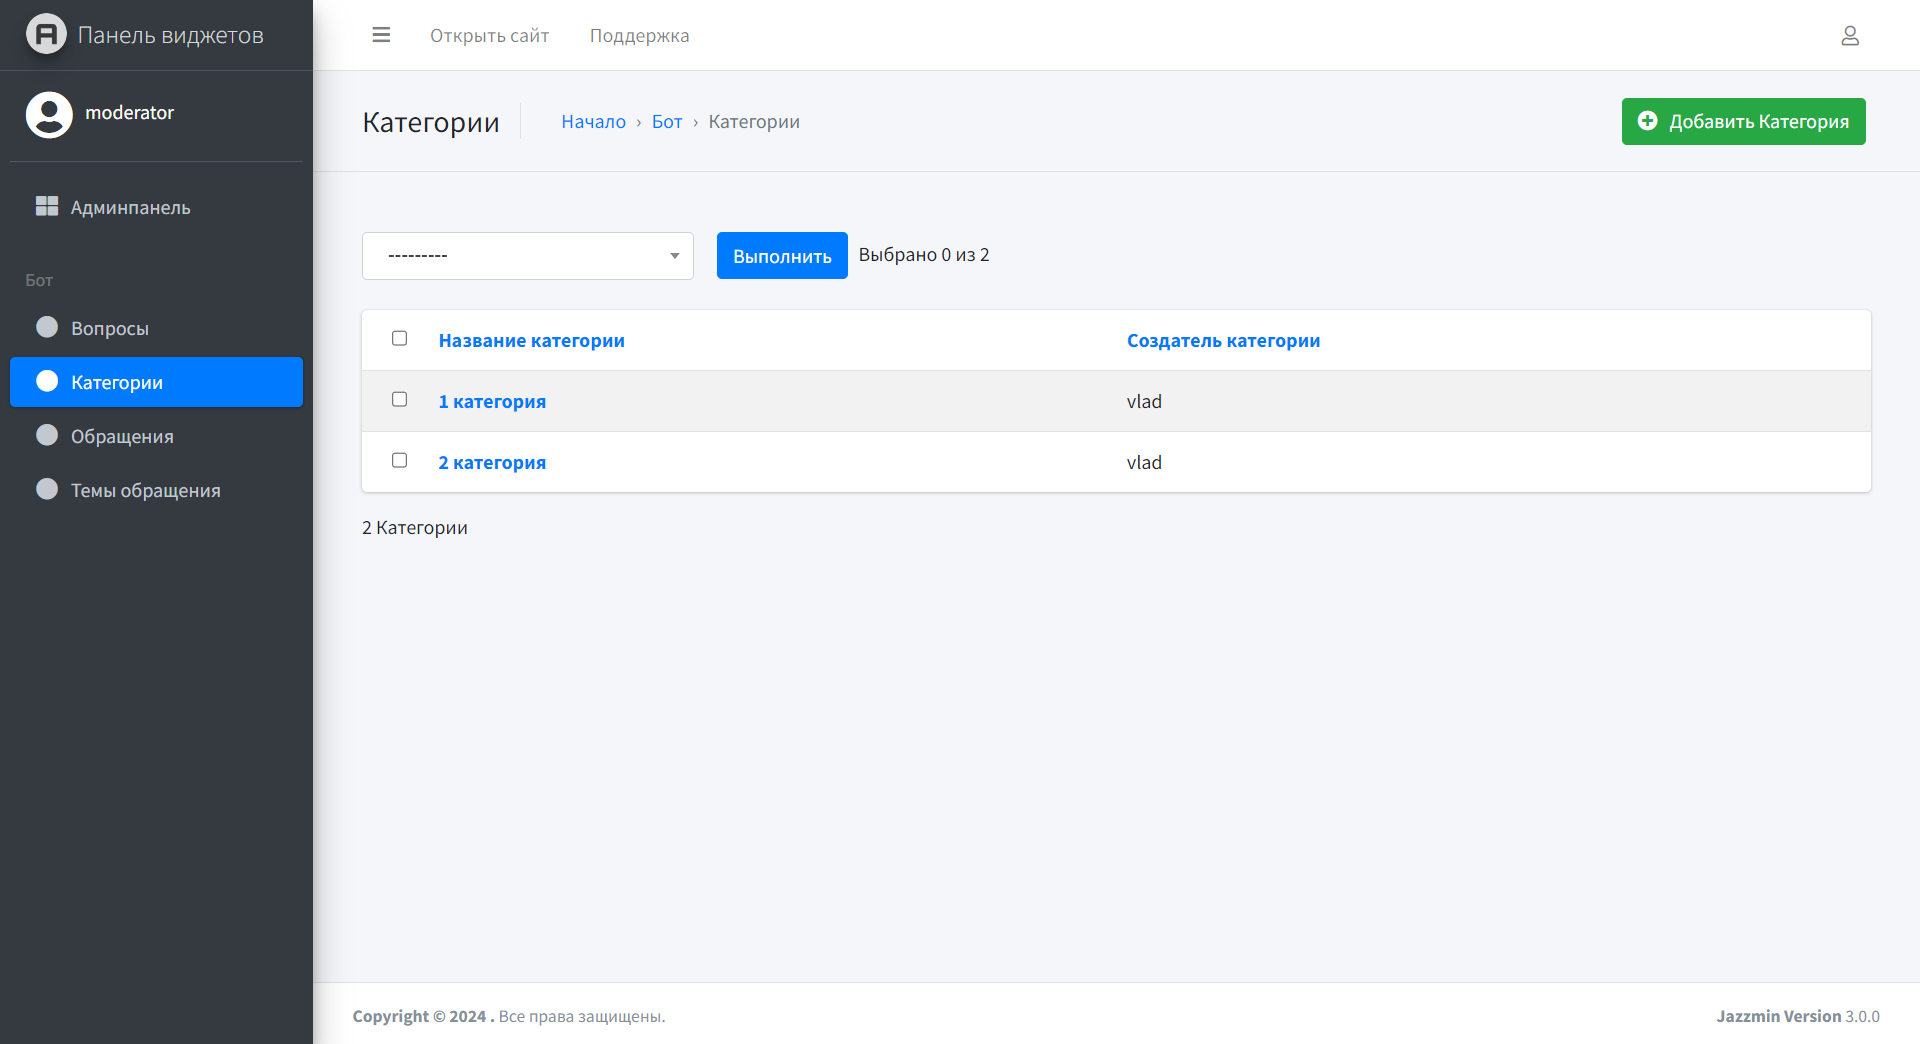 Панель виджетов
moderator
Админпанель
Бот
Вопросы
Категории
Обращения
Темы обращения
Открыть сайт
Поддержка
Категории
Начало › Бот › Категории
Добавить Категория
---------
Выполнить
Выбрано 0 из 2
Название категории
Создатель категории
1 категория
vlad
2 категория
vlad
2 Категории
Copyright © 2024 . Все права защищены.
Jazzmin Version 3.0.0